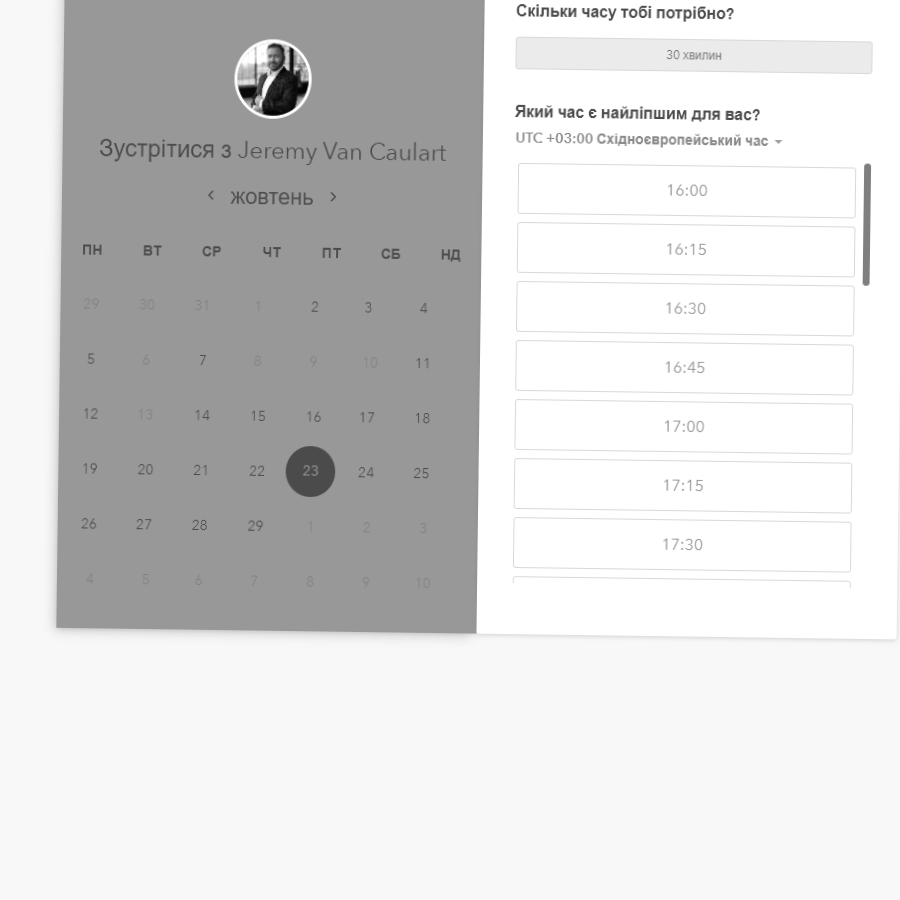 Зустрітися з Jeremy Van Caulart
жовтень
ПН ВТ СР ЧТ ПТ СБ НД
29 30 31 1 2 3 4
5 6 7 8 9 10 11
12 13 14 15 16 17 18
19 20 21 22 23 24 25
26 27 28 29 1 2 3
4 5 6 7 8 9 10
Скільки часу тобі потрібно?
30 хвилин
Який час є найліпшим для вас?
UTC +03:00 Східноєвропейський час
16:00
16:15
16:30
16:45
17:00
17:15
17:30